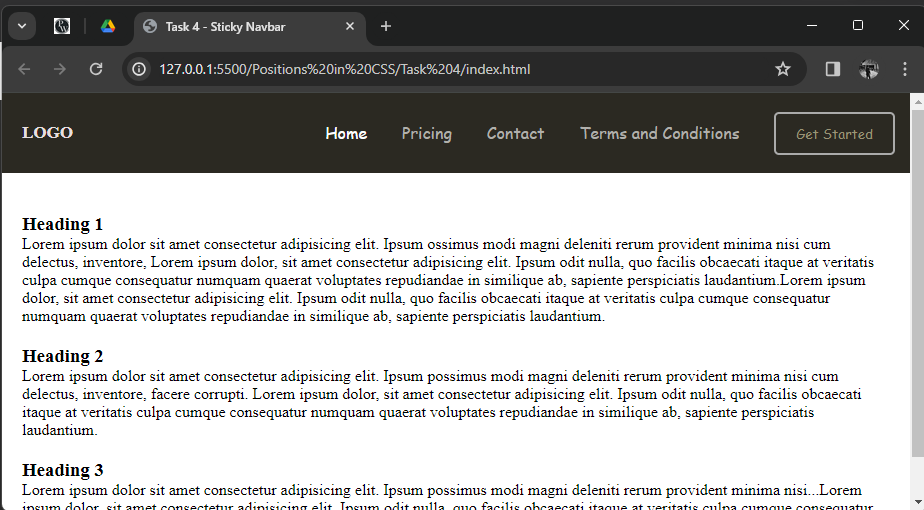 Task 4 - Sticky Navbar
127.0.0.1:5500/Positions%20in%20CSS/Task%204/index.html
LOGO Home Pricing Contact Terms and Conditions Get Started
Heading 1
Lorem ipsum dolor sit amet consectetur adipisicing elit. Ipsum ossimus modi magni deleniti rerum provident minima nisi cum
delectus, inventore, Lorem ipsum dolor, sit amet consectetur adipisicing elit. Ipsum odit nulla, quo facilis obcaecati itaque at veritatis
culpa cumque consequatur numquam quaerat voluptates repudiandae in similique ab, sapiente perspiciatis laudantium.Lorem ipsum
dolor, sit amet consectetur adipisicing elit. Ipsum odit nulla, quo facilis obcaecati itaque at veritatis culpa cumque consequatur
numquam quaerat voluptates repudiandae in similique ab, sapiente perspiciatis laudantium.
Heading 2
Lorem ipsum dolor sit amet consectetur adipisicing elit. Ipsum possimus modi magni deleniti rerum provident minima nisi cum
delectus, inventore, facere corrupti. Lorem ipsum dolor, sit amet consectetur adipisicing elit. Ipsum odit nulla, quo facilis obcaecati
itaque at veritatis culpa cumque consequatur numquam quaerat voluptates repudiandae in similique ab, sapiente perspiciatis
laudantium.
Heading 3
Lorem ipsum dolor sit amet consectetur adipisicing elit. Ipsum possimus modi magni deleniti rerum provident minima nisi...Lorem
ipsum dolor, sit amet consectetur adipisicing elit. Ipsum odit nulla, quo facilis obcaecati itaque at veritatis culpa cumque consequatur